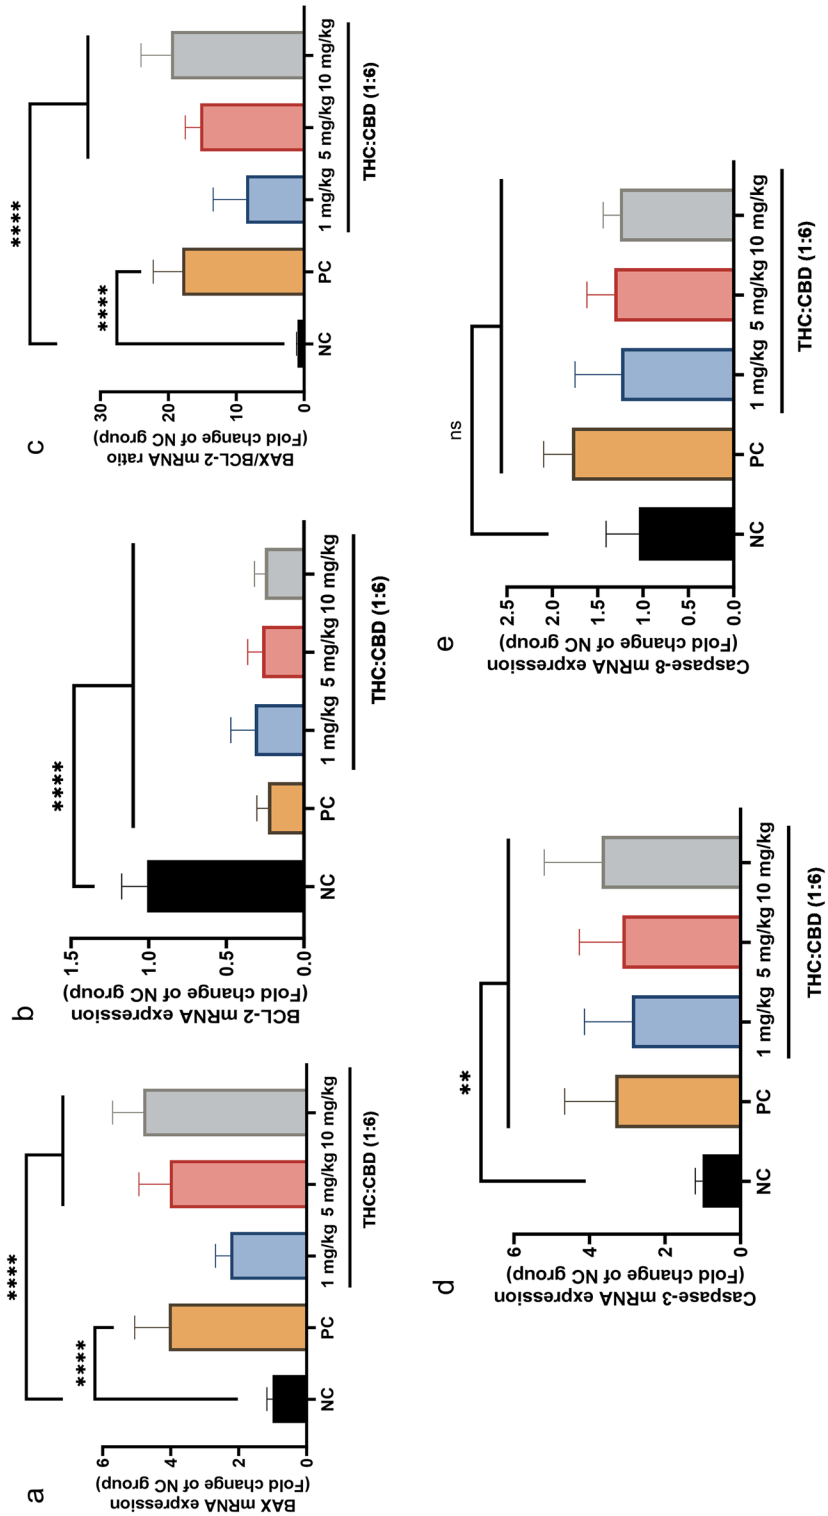 a
BAX mRNA expression
(Fold change of NC group)
6
4
2
0
****
****
NC
PC
1 mg/kg
5 mg/kg
10 mg/kg
THC:CBD (1:6)
b
BCL-2 mRNA expression
(Fold change of NC group)
1.5
1.0
0.5
0.0
****
NC
PC
1 mg/kg
5 mg/kg
10 mg/kg
THC:CBD (1:6)
c
BAX/BCL-2 mRNA ratio
(Fold change of NC group)
30
20
10
0
****
****
NC
PC
1 mg/kg
5 mg/kg
10 mg/kg
THC:CBD (1:6)
d
Caspase-3 mRNA expression
(Fold change of NC group)
6
4
2
0
**
NC
PC
1 mg/kg
5 mg/kg
10 mg/kg
THC:CBD (1:6)
e
Caspase-8 mRNA expression
(Fold change of NC group)
2.5
2.0
1.5
1.0
0.5
0.0
ns
NC
PC
1 mg/kg
5 mg/kg
10 mg/kg
THC:CBD (1:6)